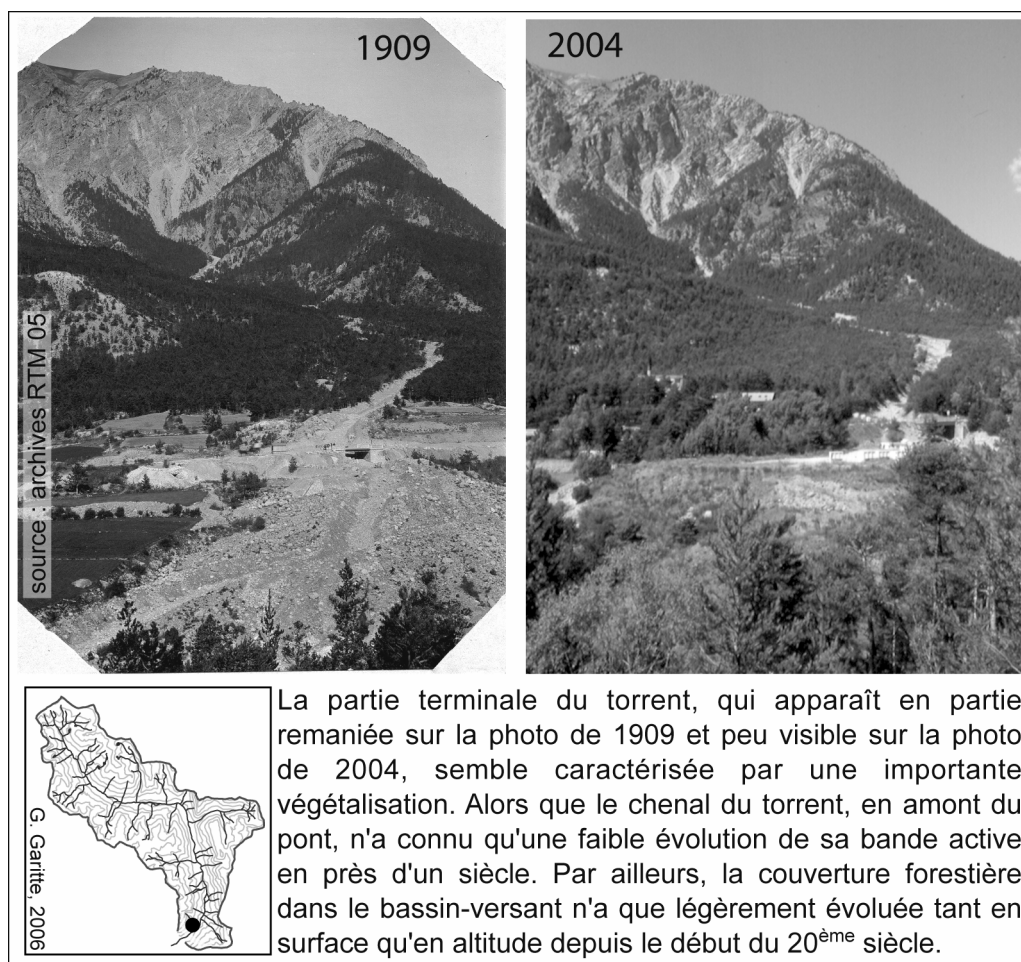 1909
2004
source : archives RTM 05
G. Garitte, 2006
La partie terminale du torrent, qui apparaît en partie
remaniée sur la photo de 1909 et peu visible sur la photo
de 2004, semble caractérisée par une importante
végétalisation. Alors que le chenal du torrent, en amont du
pont, n'a connu qu'une faible évolution de sa bande active
en près d'un siècle. Par ailleurs, la couverture forestière
dans le bassin-versant n'a que légèrement évoluée tant en
surface qu'en altitude depuis le début du 20ème siècle.